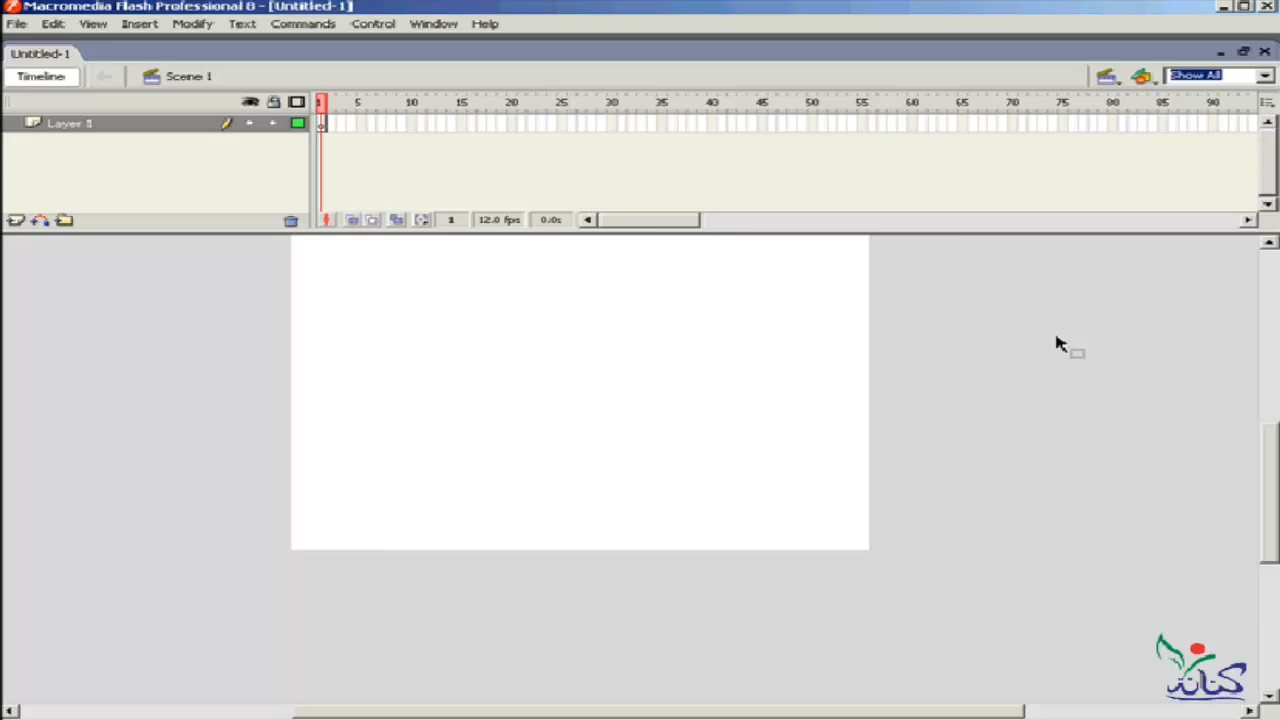 Macromedia Flash Professional 8 - [Untitled-1]
File Edit View Insert Modify Text Commands Control Window Help
Untitled-1
Timeline Scene 1 Show All
1 5 10 15 20 25 30 35 40 45 50 55 60 65 70 75 80 85 90
Layer 1
1 12.0 fps 0.0s
كنانة